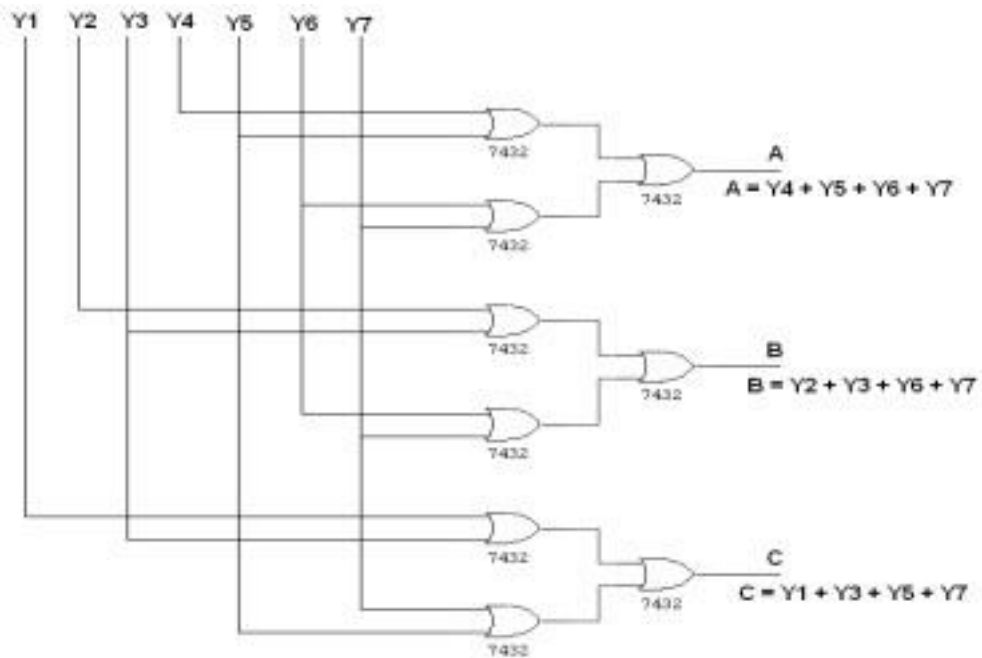 Y1 Y2 Y3 Y4 Y5 Y6 Y7
7432
A
7432
A = Y4 + Y5 + Y6 + Y7
7432
7432
B
7432
B = Y2 + Y3 + Y6 + Y7
7432
7432
C
7432
C = Y1 + Y3 + Y5 + Y7
7432